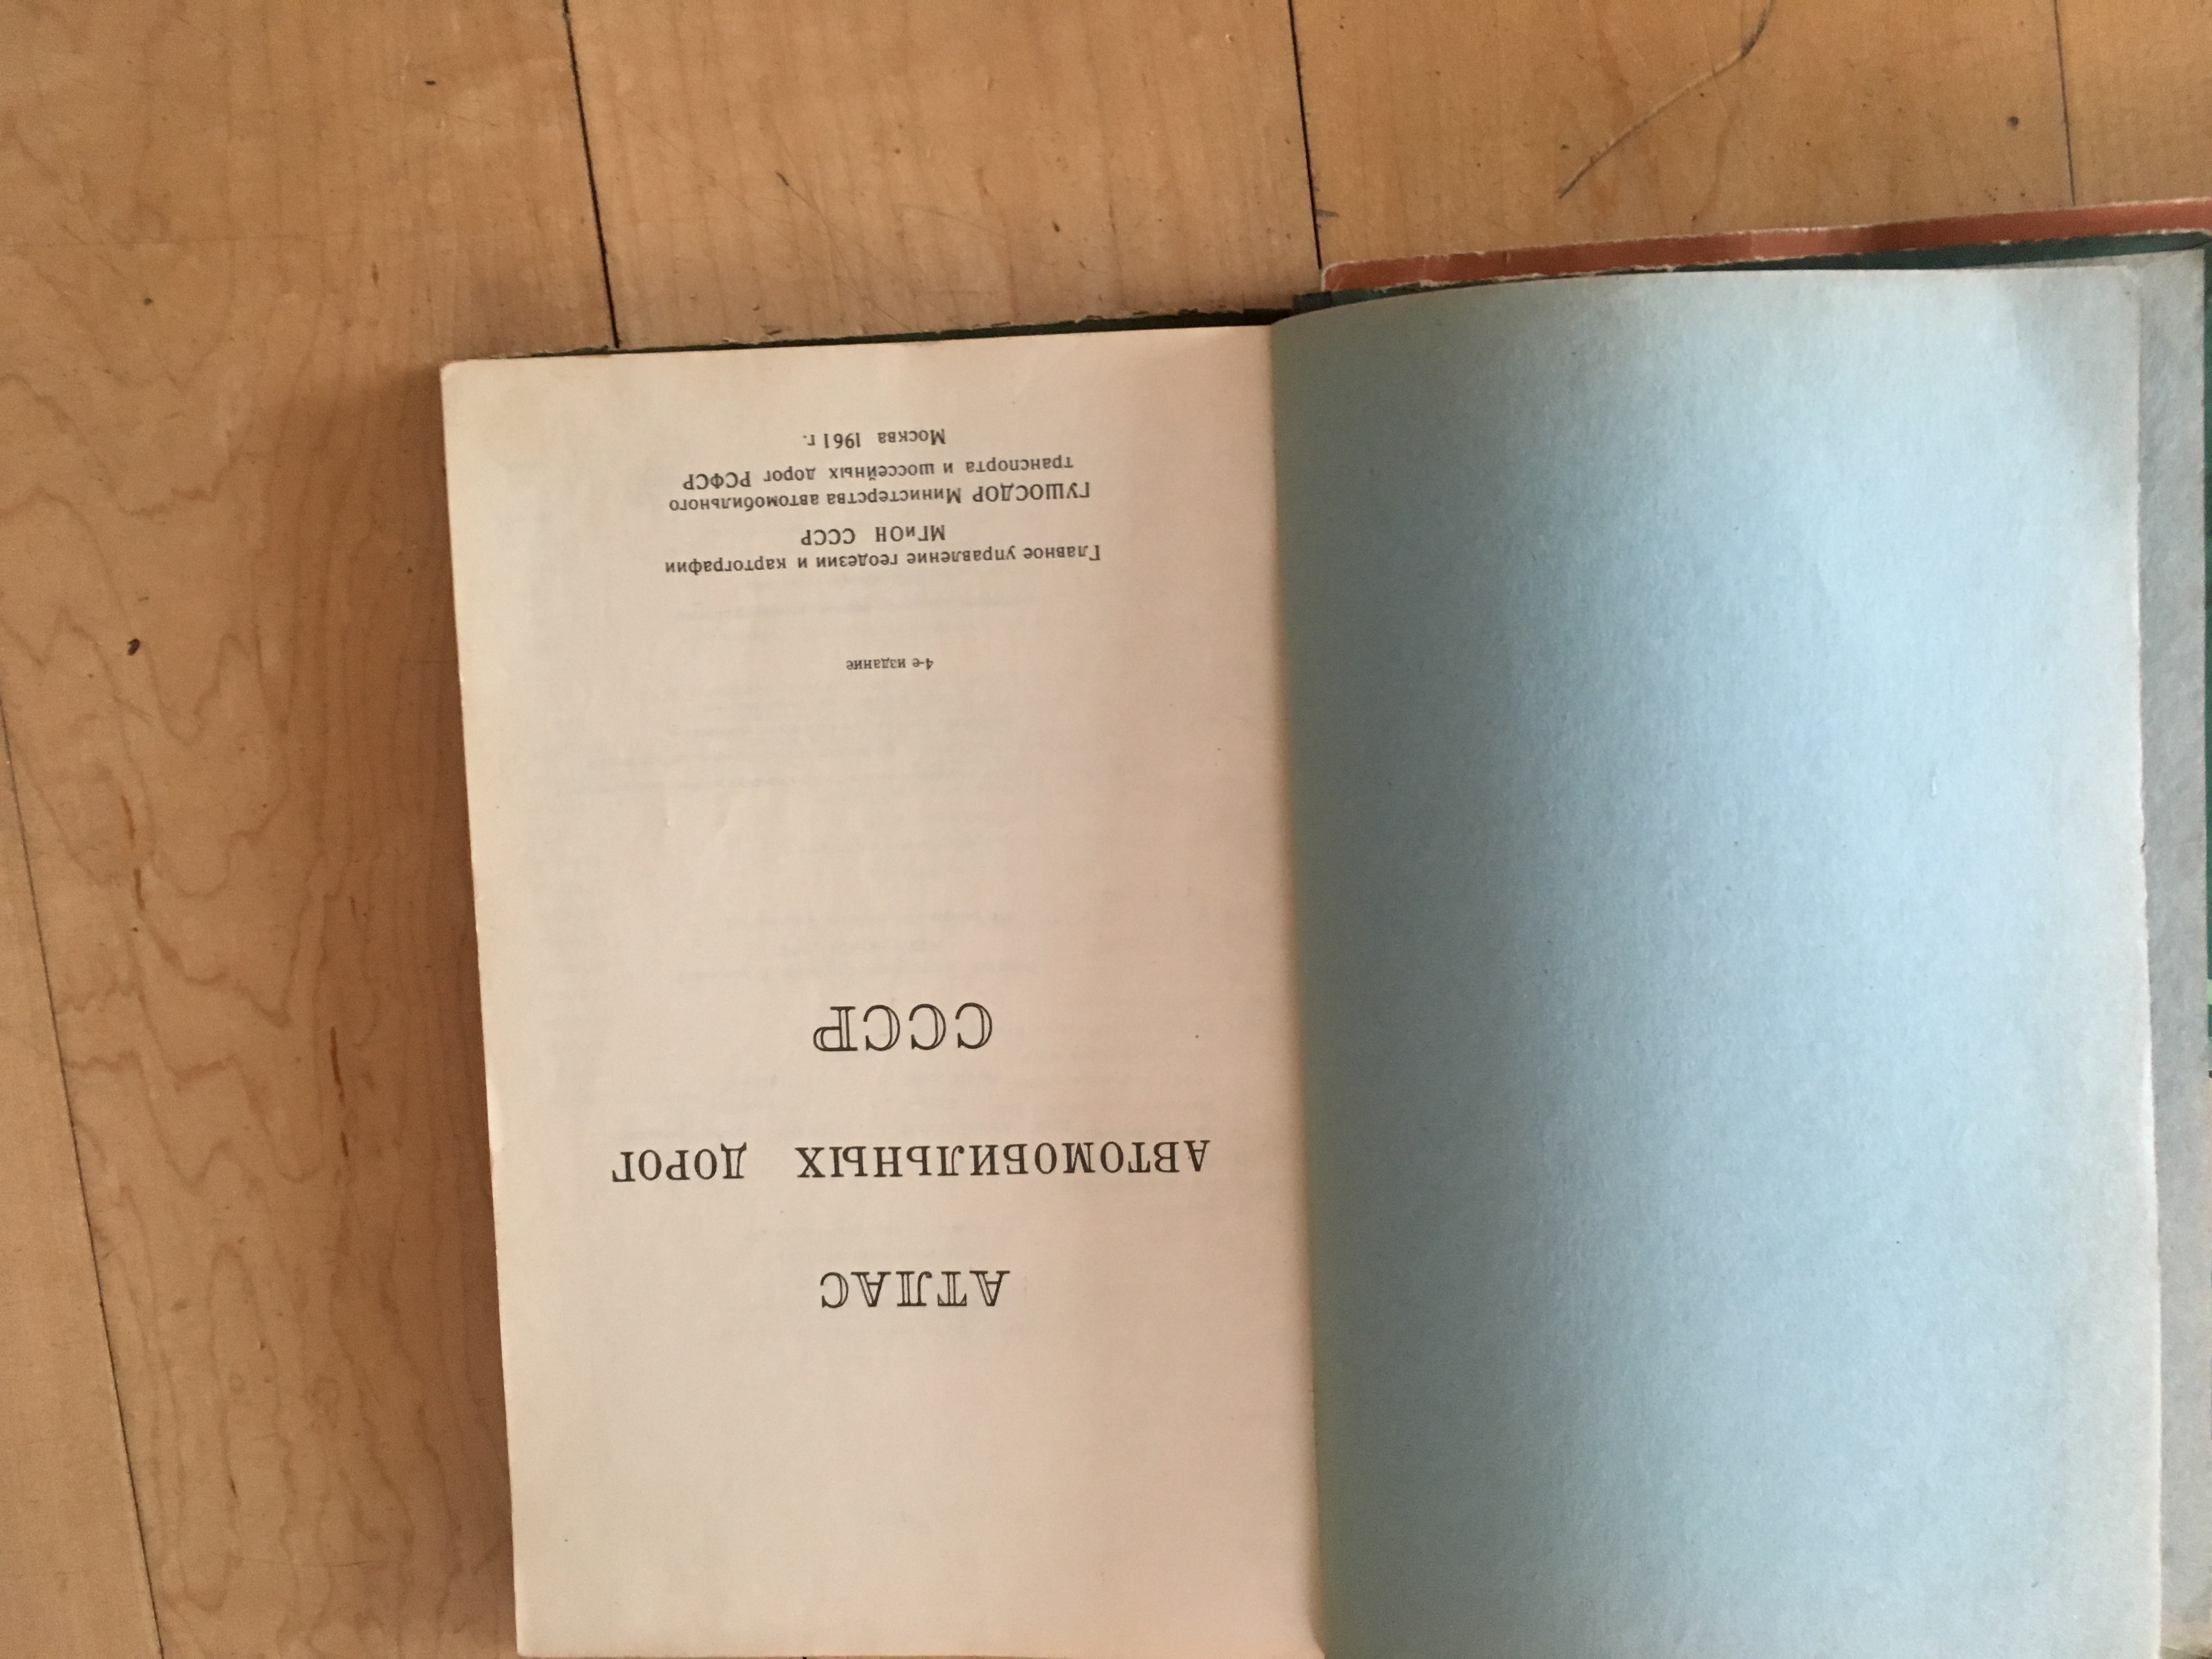 АТЛАС
АВТОМОБИЛЬНЫХ ДОРОГ
СССР
4-е издание
Главное управление геодезии и картографии
МГиОН СССР
ГУШОСДОР Министерства автомобильного
транспорта и шоссейных дорог РСФСР
Москва 1961 г.